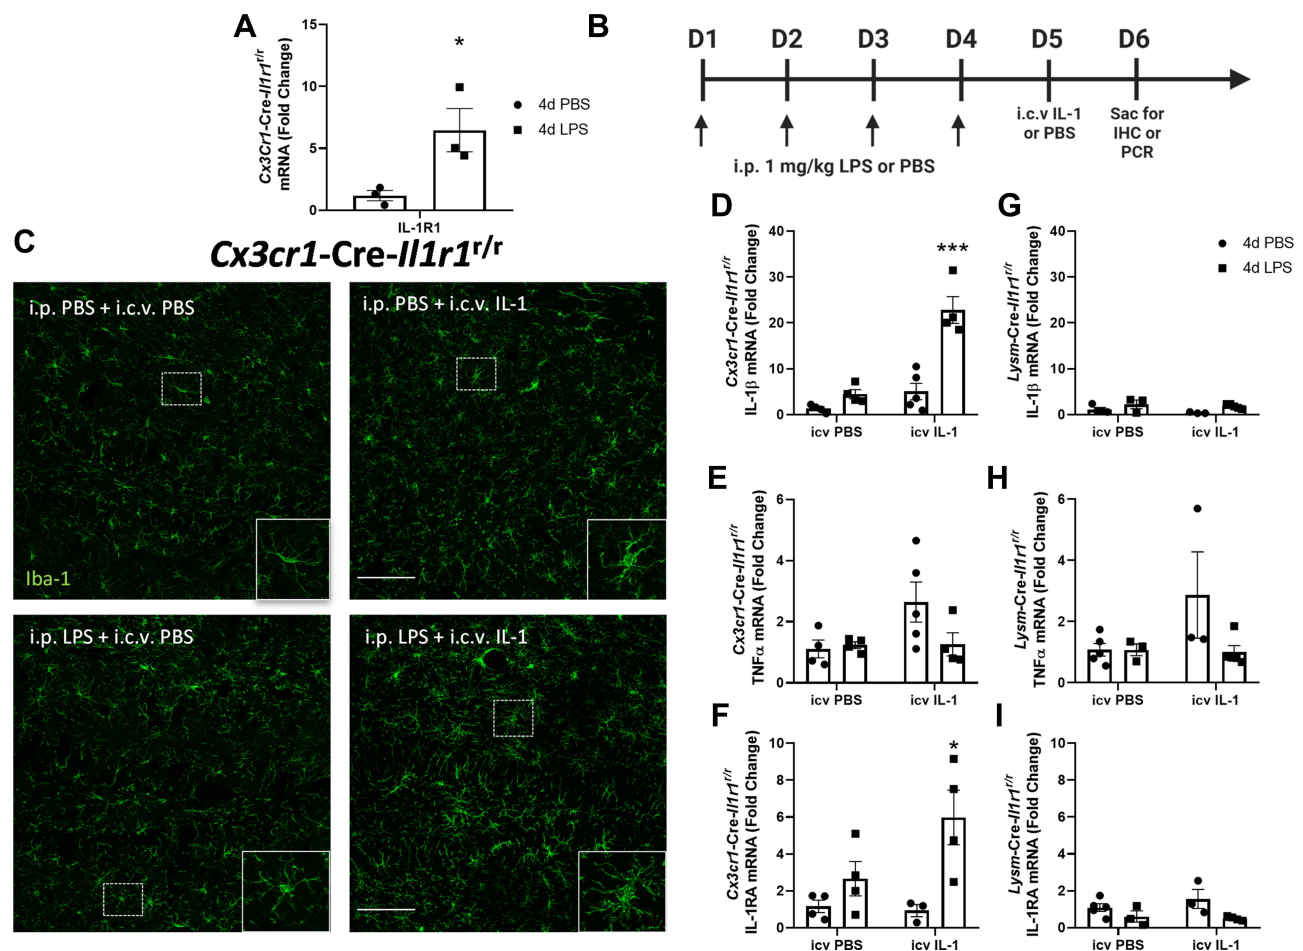 A
15
10
5
0
*
Cx3cr1-Cre-Il1r1r/r
mRNA (Fold Change)
IL-1R1
4d PBS
4d LPS
B
D1 D2 D3 D4 D5 D6
i.p. 1 mg/kg LPS or PBS
i.c.v IL-1
or PBS
Sac for
IHC or
PCR
C
Cx3cr1-Cre-Il1r1r/r
i.p. PBS + i.c.v. PBS
i.p. PBS + i.c.v. IL-1
Iba-1
i.p. LPS + i.c.v. PBS
i.p. LPS + i.c.v. IL-1
D
Cx3cr1-Cre-Il1r1r/r
IL-1β mRNA (Fold Change)
40
30
20
10
0
***
icv PBS
icv IL-1
G
Lysm-Cre-Il1r1r/r
IL-1β mRNA (Fold Change)
40
30
20
10
0
icv PBS
icv IL-1
4d PBS
4d LPS
E
Cx3cr1-Cre-Il1r1r/r
TNFα mRNA (Fold Change)
6
4
2
0
icv PBS
icv IL-1
H
Lysm-Cre-Il1r1r/r
TNFα mRNA (Fold Change)
6
4
2
0
icv PBS
icv IL-1
F
Cx3cr1-Cre-Il1r1r/r
IL-1RA mRNA (Fold Change)
10
8
6
4
2
0
*
icv PBS
icv IL-1
I
Lysm-Cre-Il1r1r/r
IL-1RA mRNA (Fold Change)
10
8
6
4
2
0
icv PBS
icv IL-1